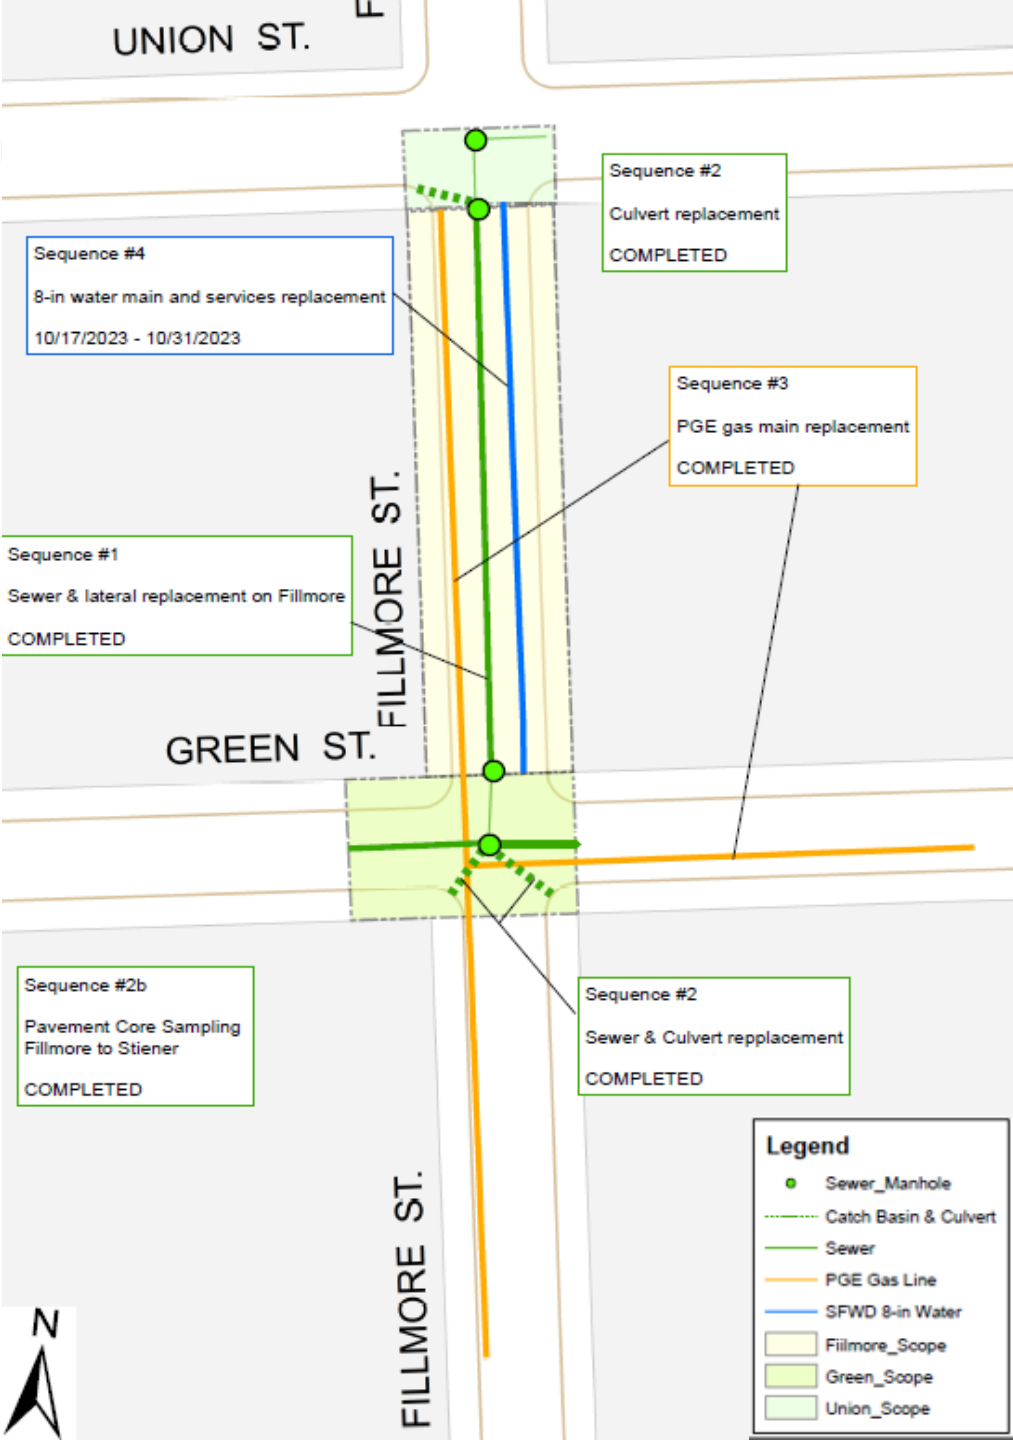 F
UNION ST.
Sequence #2
Culvert replacement
COMPLETED
Sequence #4
8-in water main and services replacement
10/17/2023 - 10/31/2023
Sequence #3
PGE gas main replacement
COMPLETED
FILLMORE ST.
Sequence #1
Sewer & lateral replacement on Fillmore
COMPLETED
GREEN ST.
Sequence #2b
Pavement Core Sampling
Fillmore to Stiener
COMPLETED
Sequence #2
Sewer & Culvert repplacement
COMPLETED
FILLMORE ST.
N
Legend
Sewer_Manhole
Catch Basin & Culvert
Sewer
PGE Gas Line
SFWD 8-in Water
Fiilmore_Scope
Green_Scope
Union_Scope